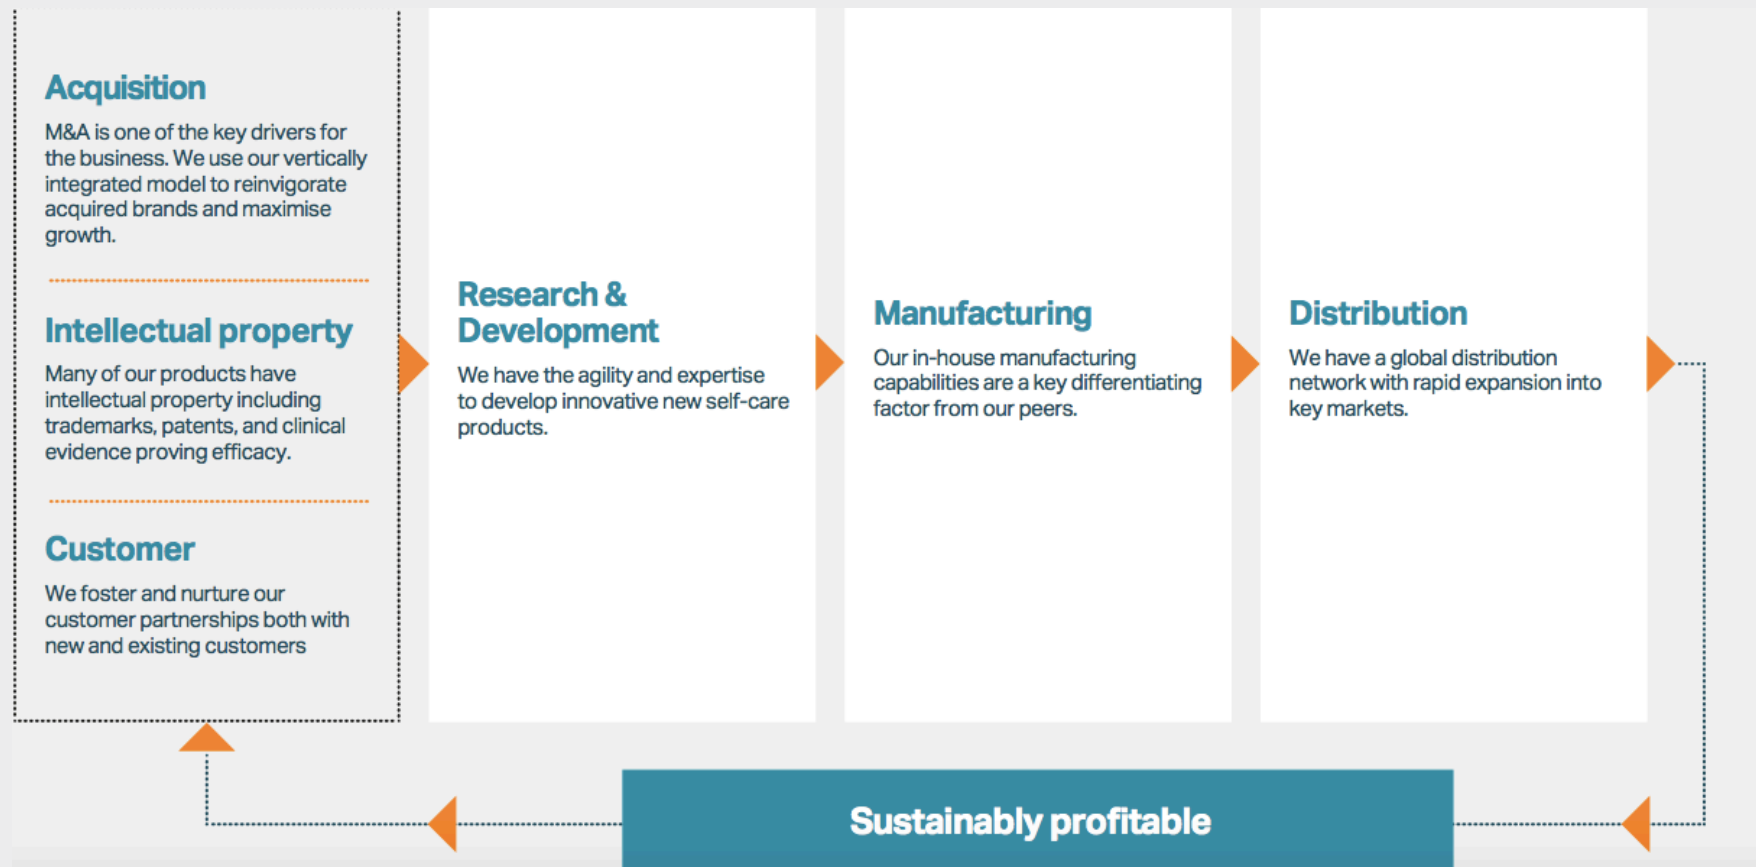 Acquisition
M&A is one of the key drivers for
the business. We use our vertically
integrated model to reinvigorate
acquired brands and maximise
growth.
Intellectual property
Many of our products have
intellectual property including
trademarks, patents, and clinical
evidence proving efficacy.
Customer
We foster and nurture our
customer partnerships both with
new and existing customers
Research &
Development
We have the agility and expertise
to develop innovative new self-care
products.
Manufacturing
Our in-house manufacturing
capabilities are a key differentiating
factor from our peers.
Distribution
We have a global distribution
network with rapid expansion into
key markets.
Sustainably profitable